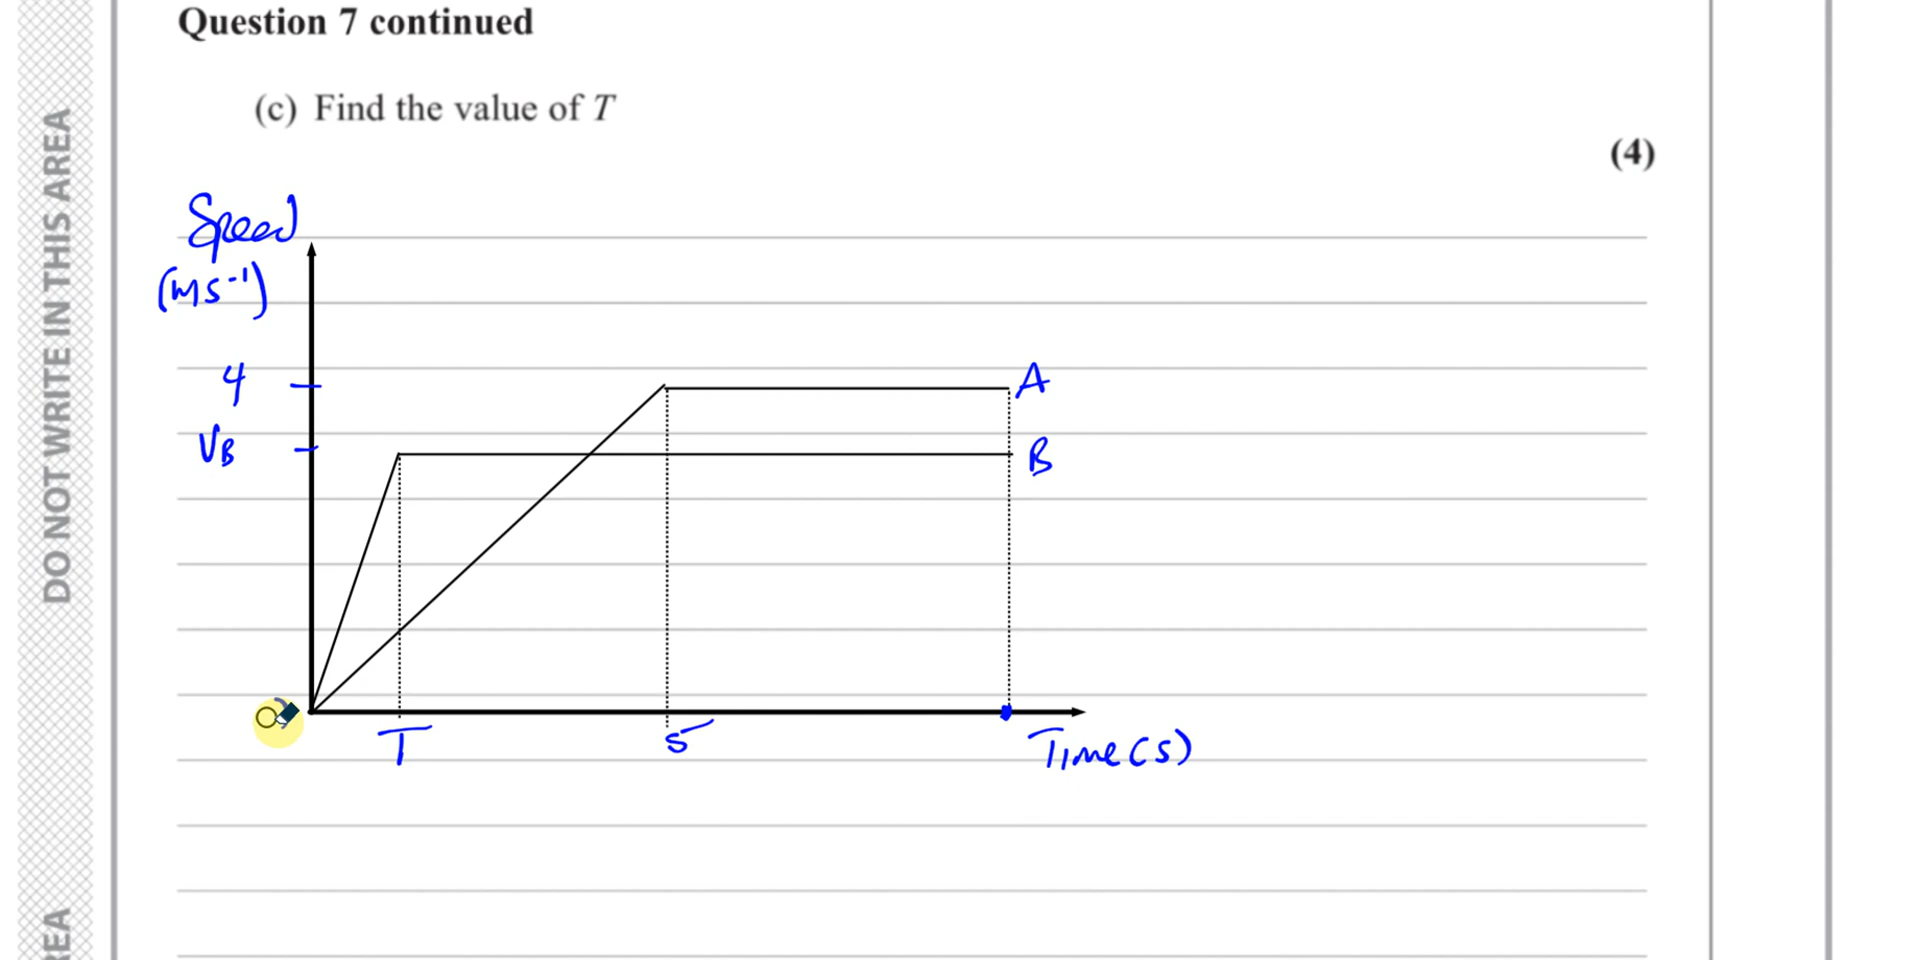 Question 7 continued
(c) Find the value of T
(4)
DO NOT WRITE IN THIS AREA
Speed
(ms⁻¹)
4
A
V_B
B
T
5
Time (s)
REA